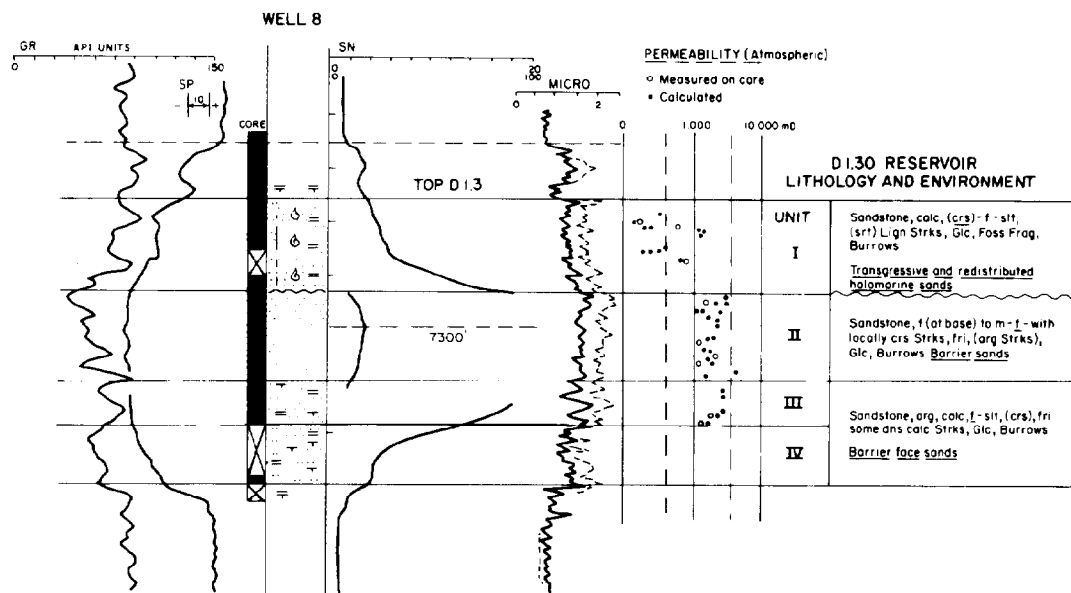 WELL 8
GR API UNITS
0 150
SP
10
- +
CORE
SN
0 20
0 100
MICRO
0 2
PERMEABILITY (Atmospheric)
Measured on core
Calculated
0 1.000 10 000 mD
D 1.30 RESERVOIR
LITHOLOGY AND ENVIRONMENT
TOP D 1.3
7300'
UNIT
I
Sandstone, calc, (crs)-f-slt,
(srt) Lign Strks, Glc, Foss Frag,
Burrows
Transgressive and redistributed
holomarine sands
II
Sandstone, f (at base) to m-f-with
locally crs Strks, fri, (arg Strks),
Glc, Burrows Barrier sands
III
Sandstone, arg, calc, f-slt, (crs), fri
some dns calc Strks, Glc, Burrows
IV
Barrier face sands